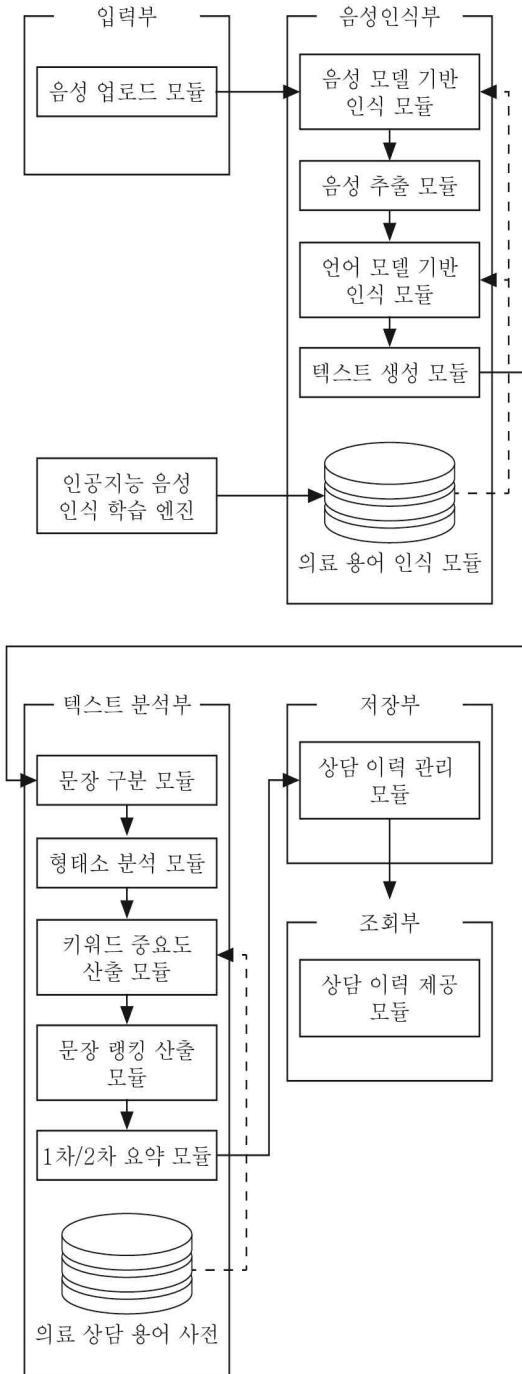 입력부
음성 업로드 모듈
음성인식부
음성 모델 기반
인식 모듈
음성 추출 모듈
언어 모델 기반
인식 모듈
텍스트 생성 모듈
인공지능 음성
인식 학습 엔진
의료 용어 인식 모듈
텍스트 분석부
문장 구분 모듈
형태소 분석 모듈
키워드 중요도
산출 모듈
문장 랭킹 산출
모듈
1차/2차 요약 모듈
의료 상담 용어 사전
저장부
상담 이력 관리
모듈
조회부
상담 이력 제공
모듈